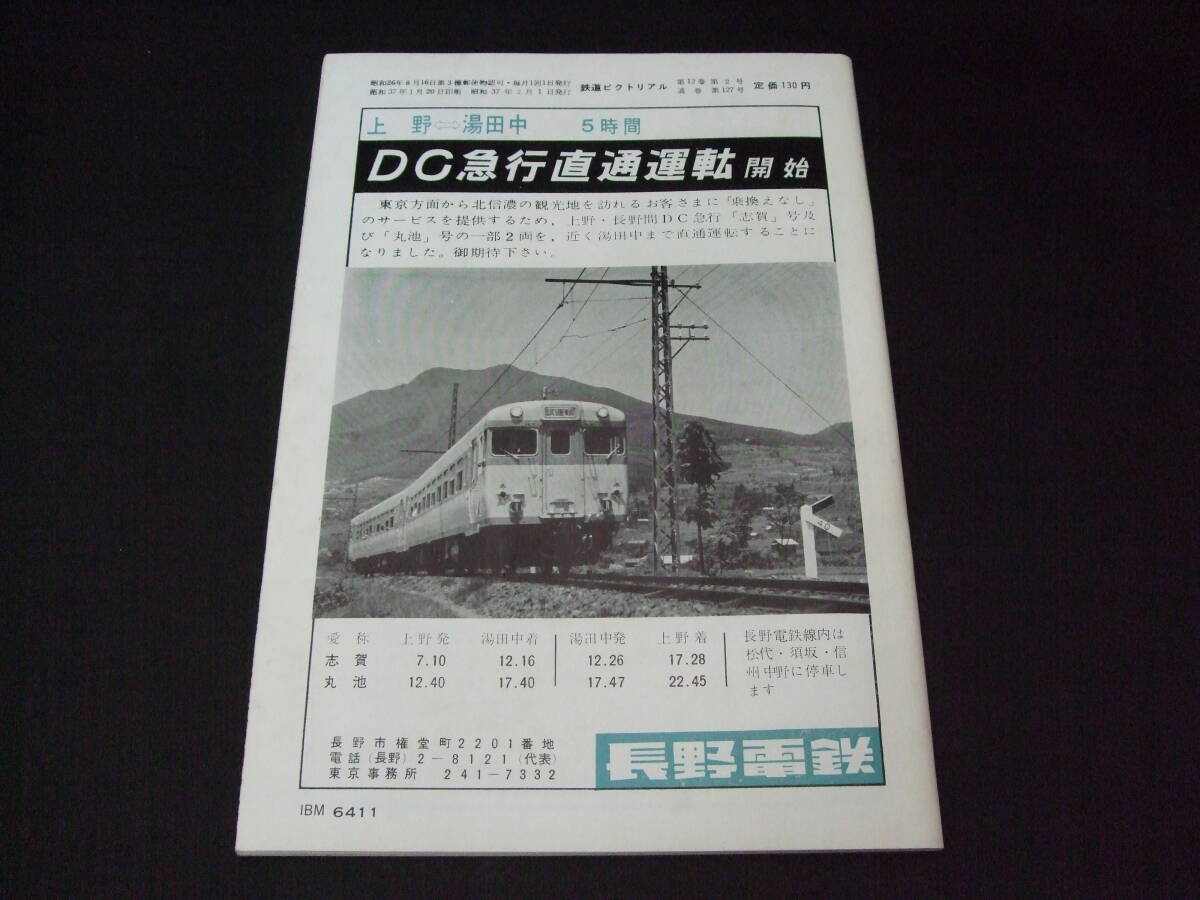 昭和26年8月16日第3種郵便物認可・毎月1回1日発行
昭和37年1月20日印刷 昭和37年2月1日発行
鉄道ピクトリアル
第12巻 第2号
通巻 第127号
定価130円
上野⇔湯田中 5時間
DC急行直通運転開始
東京方面から北信濃の観光地を訪れるお客さまに「乗換えなし」
のサービスを提供するため、上野・長野間DC急行「志賀」号及
び「丸池」号の一部2両を、近く湯田中まで直通運転することに
なりました。御期待下さい。
試運転
40
愛称 上野発 湯田中着 湯田中発 上野着
志賀 7.10 12.16 12.26 17.28
丸池 12.40 17.40 17.47 22.45
長野電鉄線内は
松代・須坂・信
州中野に停車し
ます
長野市権堂町2201番地
電話(長野)2-8121(代表)
東京事務所 241-7332
長野電鉄
IBM 6411